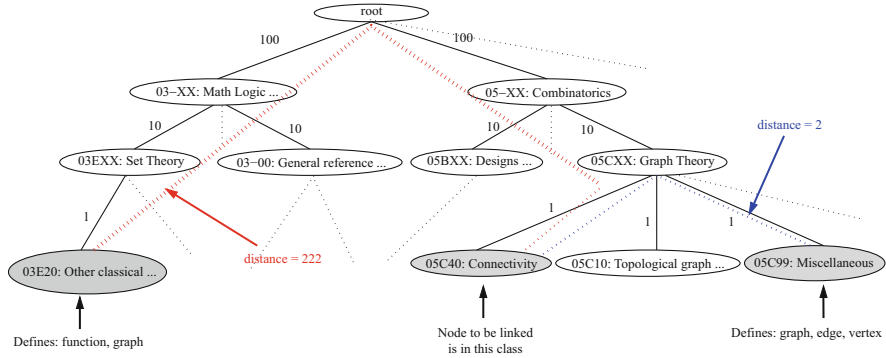 root
100
100
03-XX: Math Logic ...
05-XX: Combinatorics
distance = 2
10
10
10
10
03EXX: Set Theory
03-00: General reference ...
05BXX: Designs ...
05CXX: Graph Theory
1
1
1
1
distance = 222
03E20: Other classical ...
05C40: Connectivity
05C10: Topological graph ...
05C99: Miscellaneous
Defines: function, graph
Node to be linked
is in this class
Defines: graph, edge, vertex